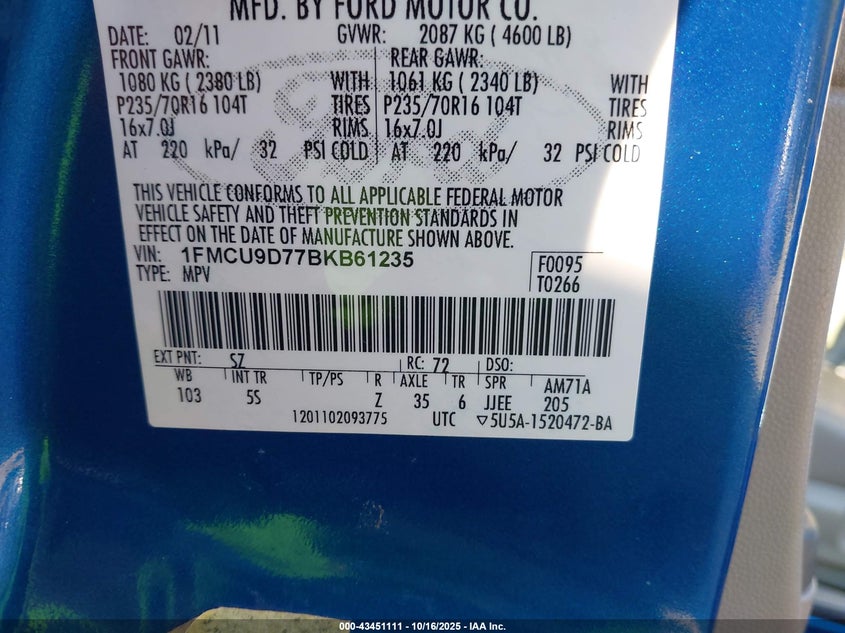 MFD. BY FORD MOTOR CO.
DATE: 02/11 GVWR: 2087 KG ( 4600 LB)
FRONT GAWR: REAR GAWR:
1080 KG ( 2380 LB) WITH 1061 KG ( 2340 LB) WITH
P235/70R16 104T TIRES P235/70R16 104T TIRES
16x7.0J RIMS 16x7.0J RIMS
AT 220 kPa/ 32 PSI COLD AT 220 kPa/ 32 PSI COLD
Ford
THIS VEHICLE CONFORMS TO ALL APPLICABLE FEDERAL MOTOR
VEHICLE SAFETY AND THEFT PREVENTION STANDARDS IN
EFFECT ON THE DATE OF MANUFACTURE SHOWN ABOVE.
VIN: 1FMCU9D77BKB61235 F0095
TYPE: MPV T0266
EXT PNT: SZ RC: 72 DSO:
WB INT TR TP/PS R AXLE TR SPR AM71A
103 5S Z 35 6 JJEE 205
1201102093775 UTC ▽5U5A-1520472-BA
000-43451111 - 10/16/2025 - IAA Inc.